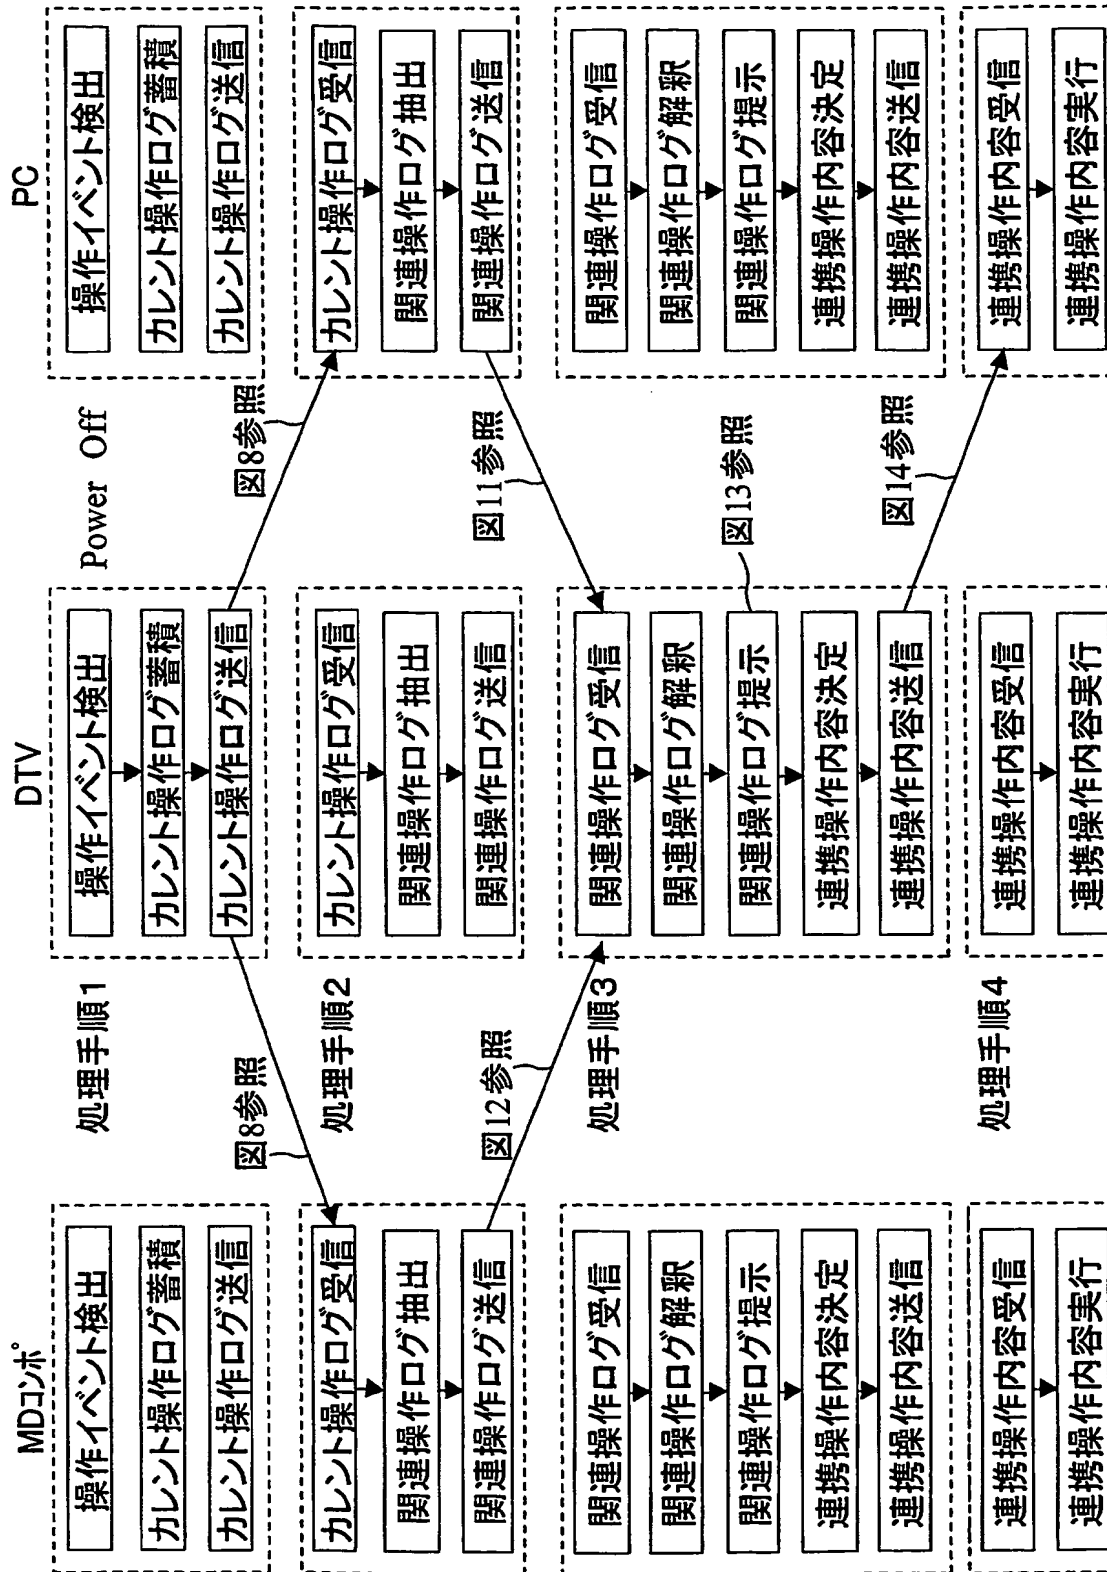 MDコンポ
操作イベント検出
カレント操作ログ蓄積
カレント操作ログ送信
カレント操作ログ受信
関連操作ログ抽出
関連操作ログ送信
関連操作ログ受信
関連操作ログ解釈
関連操作ログ提示
連携操作内容決定
連携操作内容送信
連携操作内容受信
連携操作内容実行
処理手順1
図8参照
処理手順2
図12参照
処理手順3
処理手順4
DTV
操作イベント検出
カレント操作ログ蓄積
カレント操作ログ送信
カレント操作ログ受信
関連操作ログ抽出
関連操作ログ送信
関連操作ログ受信
関連操作ログ解釈
関連操作ログ提示
連携操作内容決定
連携操作内容送信
連携操作内容受信
連携操作内容実行
Power Off
図8参照
図11参照
図13参照
図14参照
PC
操作イベント検出
カレント操作ログ蓄積
カレント操作ログ送信
カレント操作ログ受信
関連操作ログ抽出
関連操作ログ送信
関連操作ログ受信
関連操作ログ解釈
関連操作ログ提示
連携操作内容決定
連携操作内容送信
連携操作内容受信
連携操作内容実行